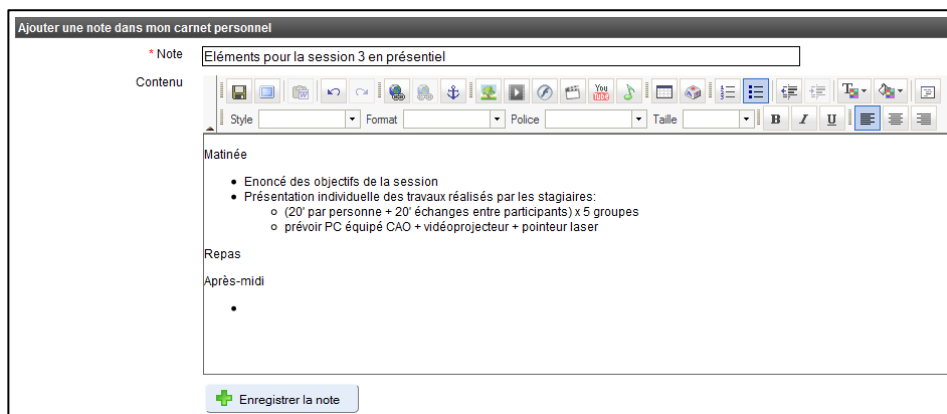 Ajouter une note dans mon carnet personnel
* Note Eléments pour la session 3 en présentiel
Contenu
You Tube
Style Format Police Taille B I U
Matinée
• Enoncé des objectifs de la session
• Présentation individuelle des travaux réalisés par les stagiaires:
o (20' par personne + 20' échanges entre participants) x 5 groupes
o prévoir PC équipé CAO + vidéoprojecteur + pointeur laser
Repas
Après-midi
•
Enregistrer la note